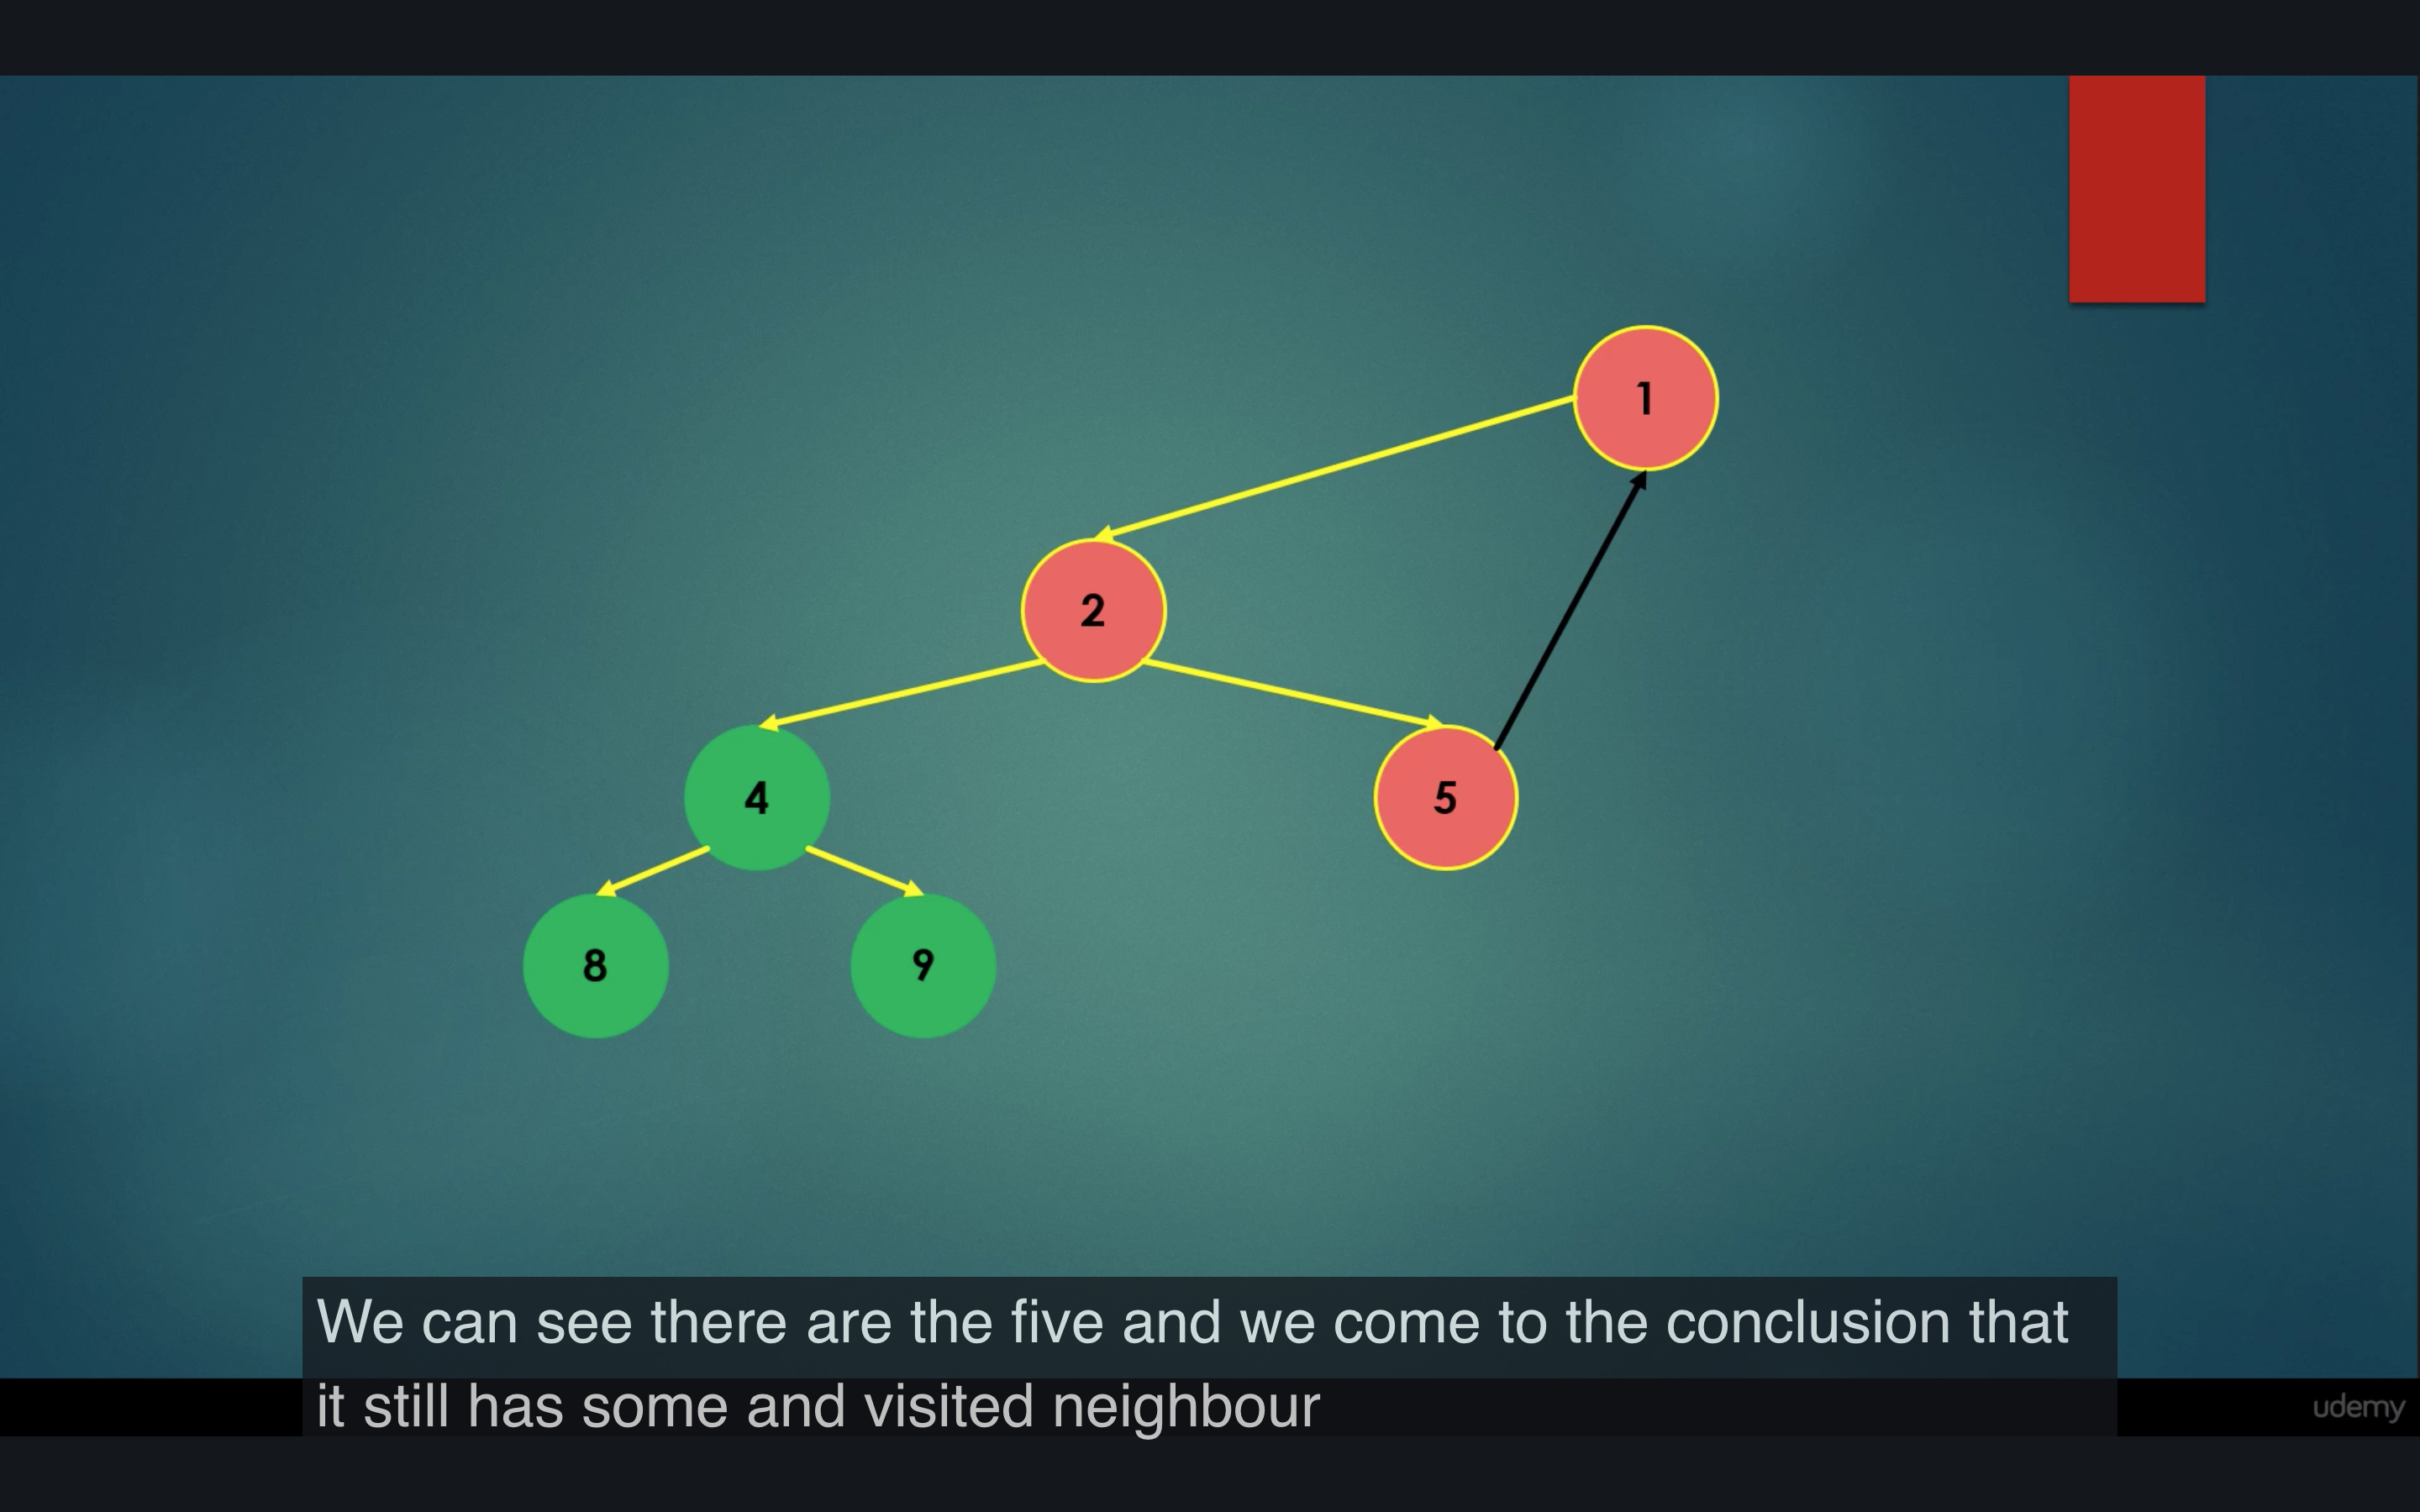 1
2
4
5
8
9
We can see there are the five and we come to the conclusion that
it still has some and visited neighbour
udemy